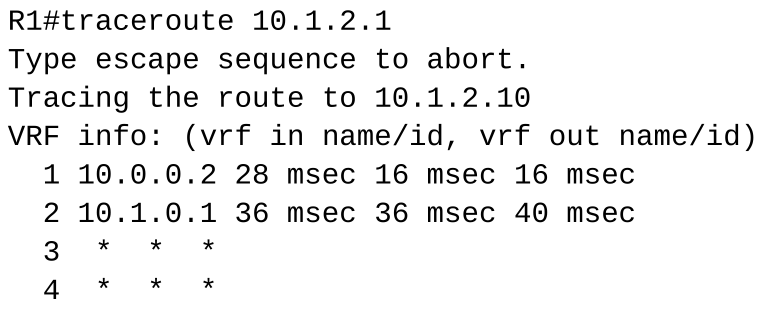 R1#traceroute 10.1.2.1
Type escape sequence to abort.
Tracing the route to 10.1.2.10
VRF info: (vrf in name/id, vrf out name/id)
  1 10.0.0.2 28 msec 16 msec 16 msec
  2 10.1.0.1 36 msec 36 msec 40 msec
  3  *  *  *
  4  *  *  *